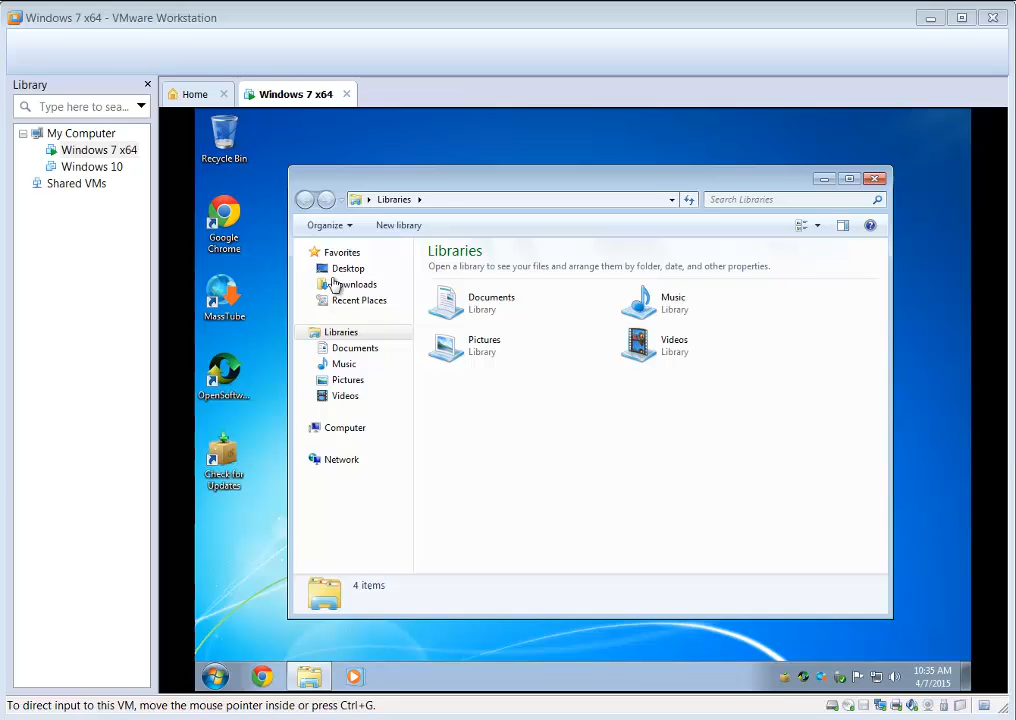 Windows 7 x64 - VMware Workstation
Library
Type here to sea...
My Computer
Windows 7 x64
Windows 10
Shared VMs
Home
Windows 7 x64
Recycle Bin
Google
Chrome
MassTube
OpenSoftw...
Check for
Updates
Libraries
Search Libraries
Organize
New library
Favorites
Desktop
Downloads
Recent Places
Libraries
Documents
Music
Pictures
Videos
Computer
Network
Libraries
Open a library to see your files and arrange them by folder, date, and other properties.
Documents
Library
Music
Library
Pictures
Library
Videos
Library
4 items
10:35 AM
4/7/2015
To direct input to this VM, move the mouse pointer inside or press Ctrl+G.